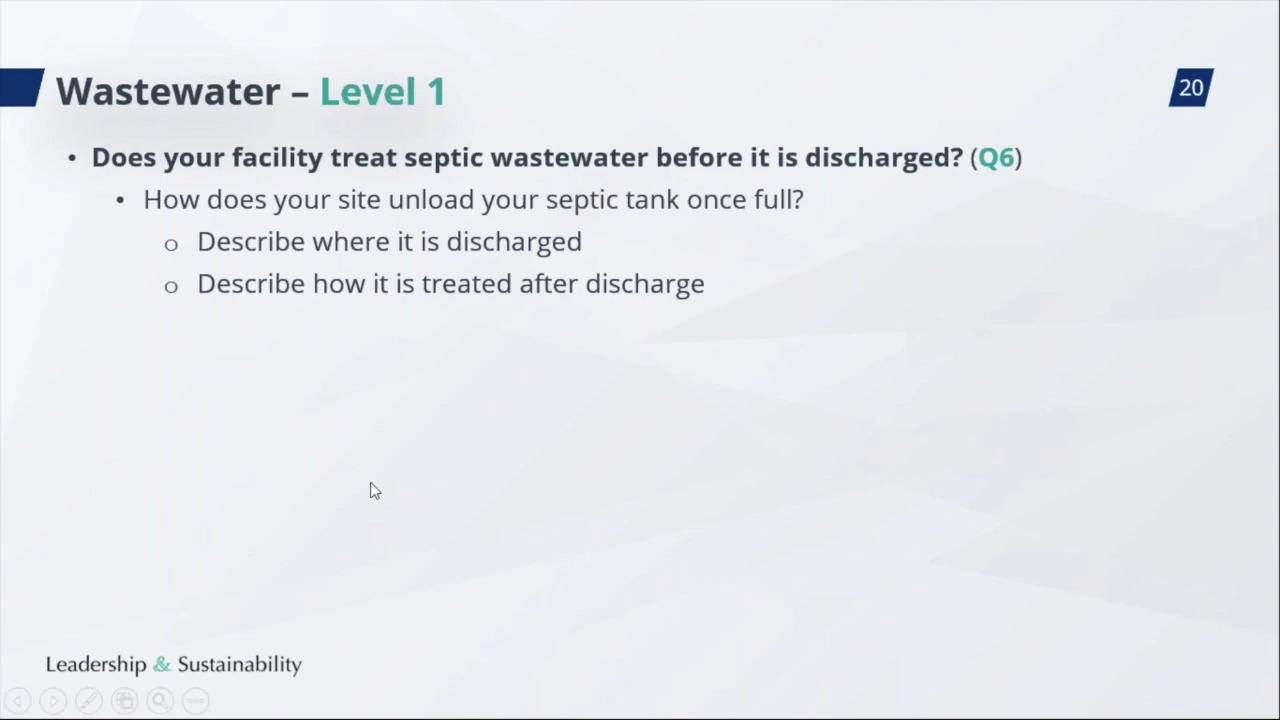 Wastewater – Level 1
20
• Does your facility treat septic wastewater before it is discharged? (Q6)
• How does your site unload your septic tank once full?
o Describe where it is discharged
o Describe how it is treated after discharge
Leadership & Sustainability